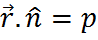 r⃗.n̂ = p